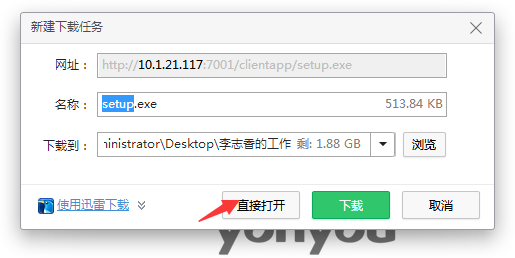 新建下载任务
网址： http://10.1.21.117:7001/clientapp/setup.exe
名称： setup.exe 513.84 KB
下载到： ninistrator\Desktop\李志香的工作 剩: 1.88 GB 浏览
使用迅雷下载 直接打开 下载 取消
yonyou